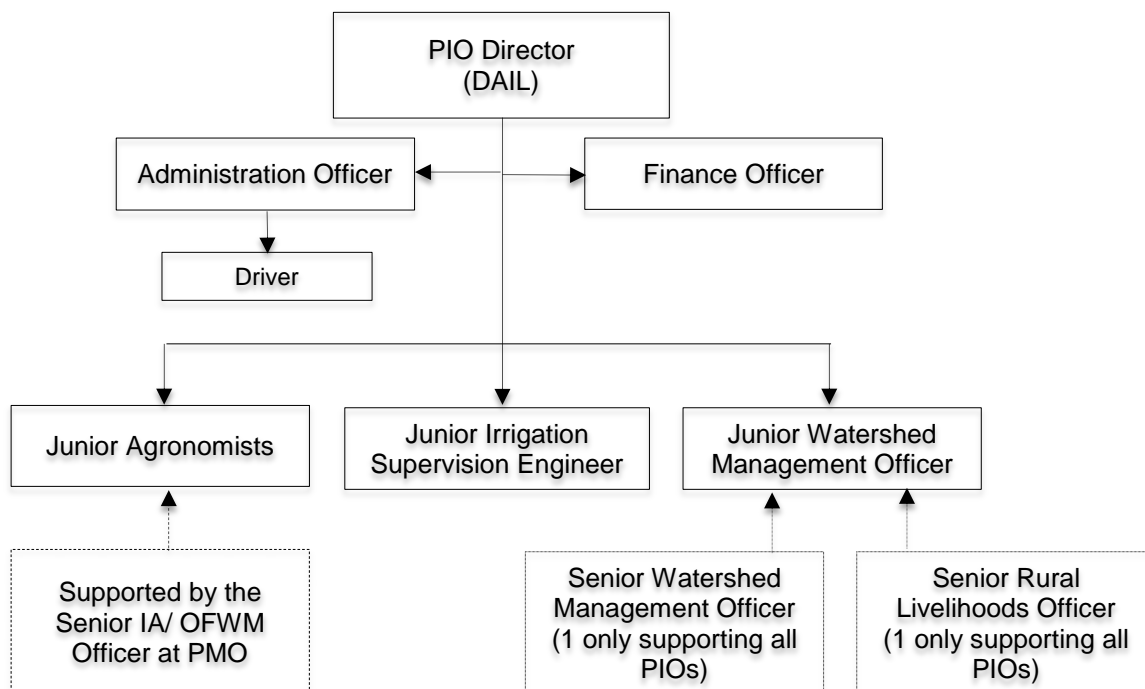 PIO Director
(DAIL)
Administration Officer
Finance Officer
Driver
Junior Agronomists
Junior Irrigation
Supervision Engineer
Junior Watershed
Management Officer
Supported by the
Senior IA/ OFWM
Officer at PMO
Senior Watershed
Management Officer
(1 only supporting all
PIOs)
Senior Rural
Livelihoods Officer
(1 only supporting all
PIOs)